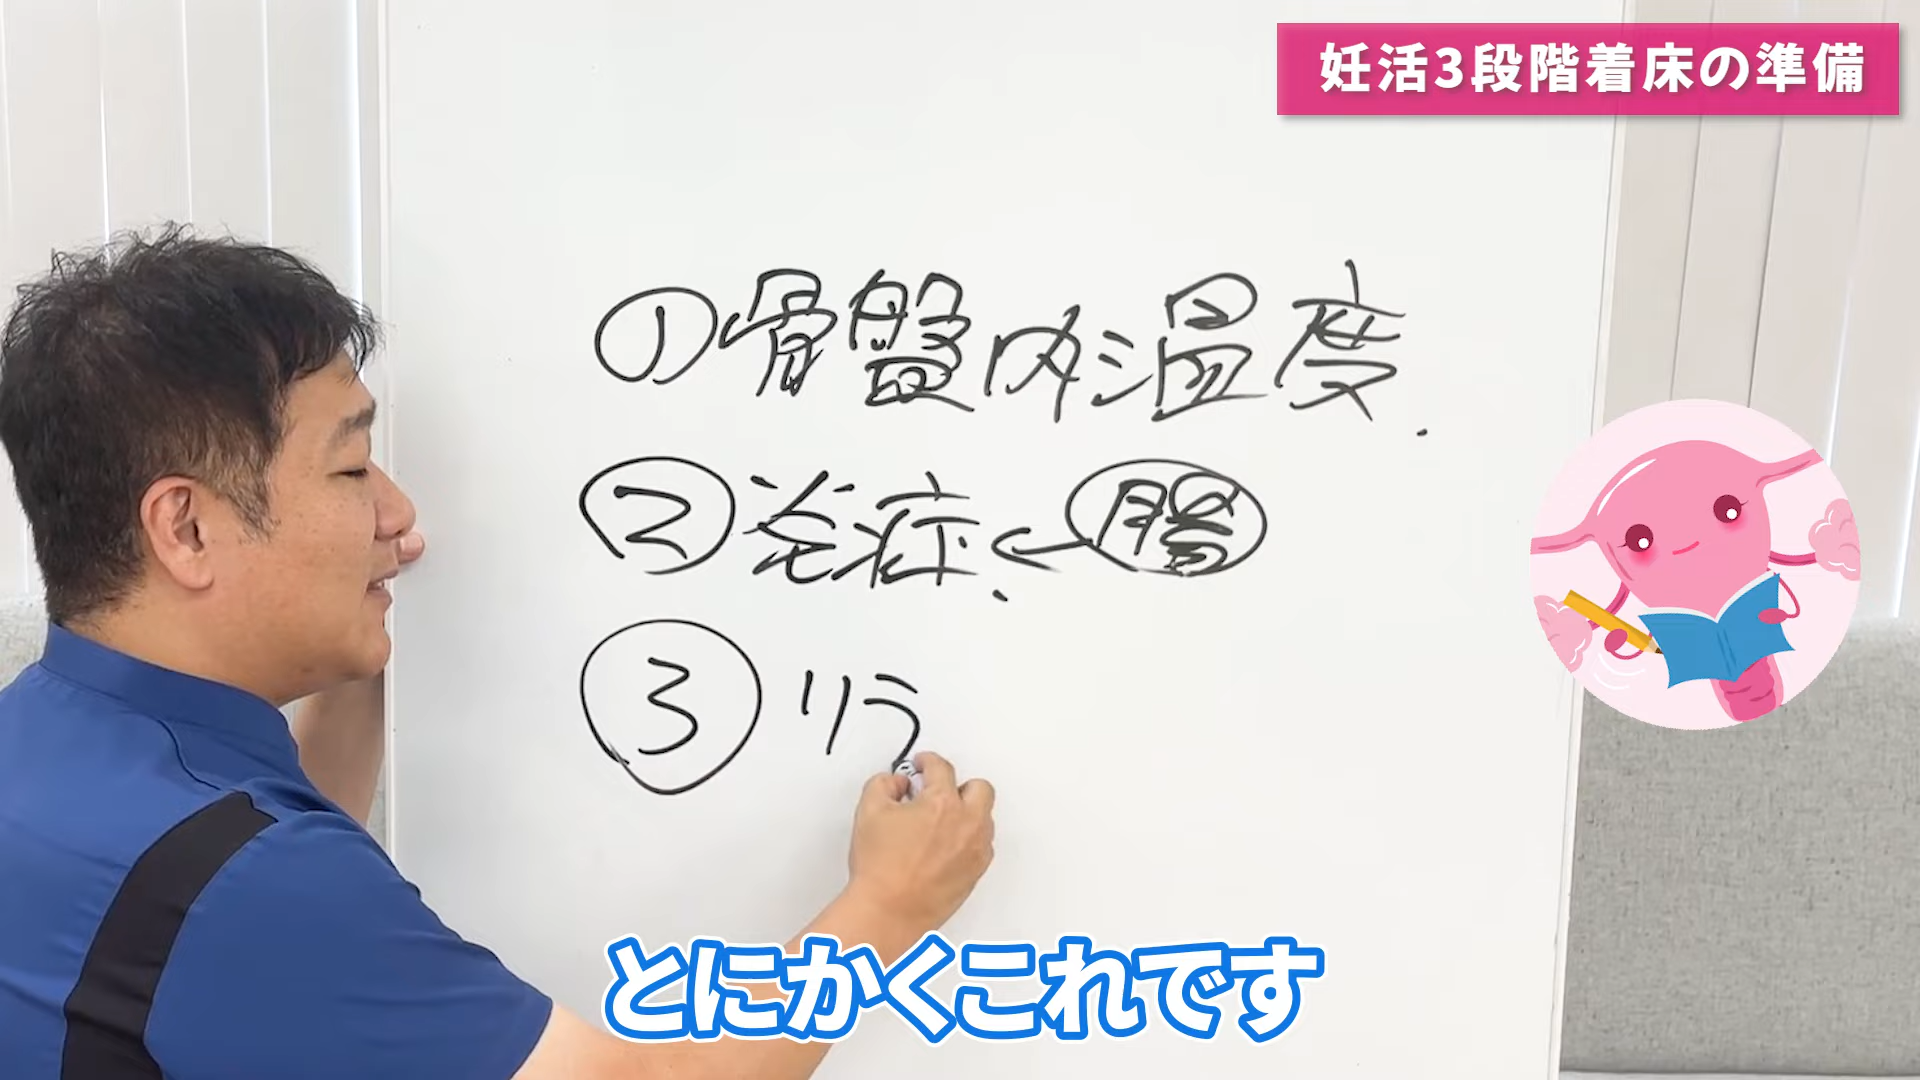 妊活3段階着床の準備
①骨盤内温度.
②炎症.←腸
③リラ
とにかくこれです